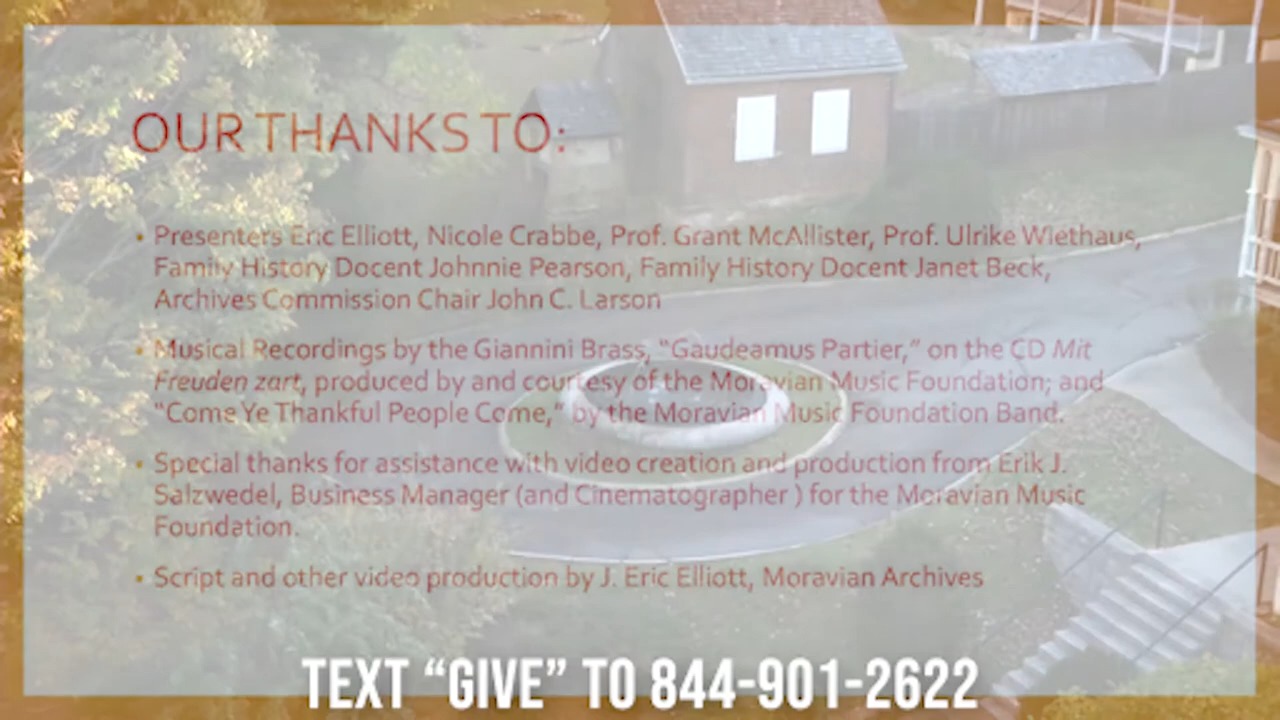 OUR THANKS TO:
• Presenters Eric Elliott, Nicole Crabbe, Prof. Grant McAllister, Prof. Ulrike Wiethaus,
Family History Docent Johnnie Pearson, Family History Docent Janet Beck,
Archives Commission Chair John C. Larson
• Musical Recordings by the Giannini Brass, “Gaudeamus Partier,” on the CD Mit
Freuden zart, produced by and courtesy of the Moravian Music Foundation; and
“Come Ye Thankful People Come,” by the Moravian Music Foundation Band.
• Special thanks for assistance with video creation and production from Erik J.
Salzwedel, Business Manager (and Cinematographer ) for the Moravian Music
Foundation.
• Script and other video production by J. Eric Elliott, Moravian Archives
TEXT “GIVE” TO 844-901-2622